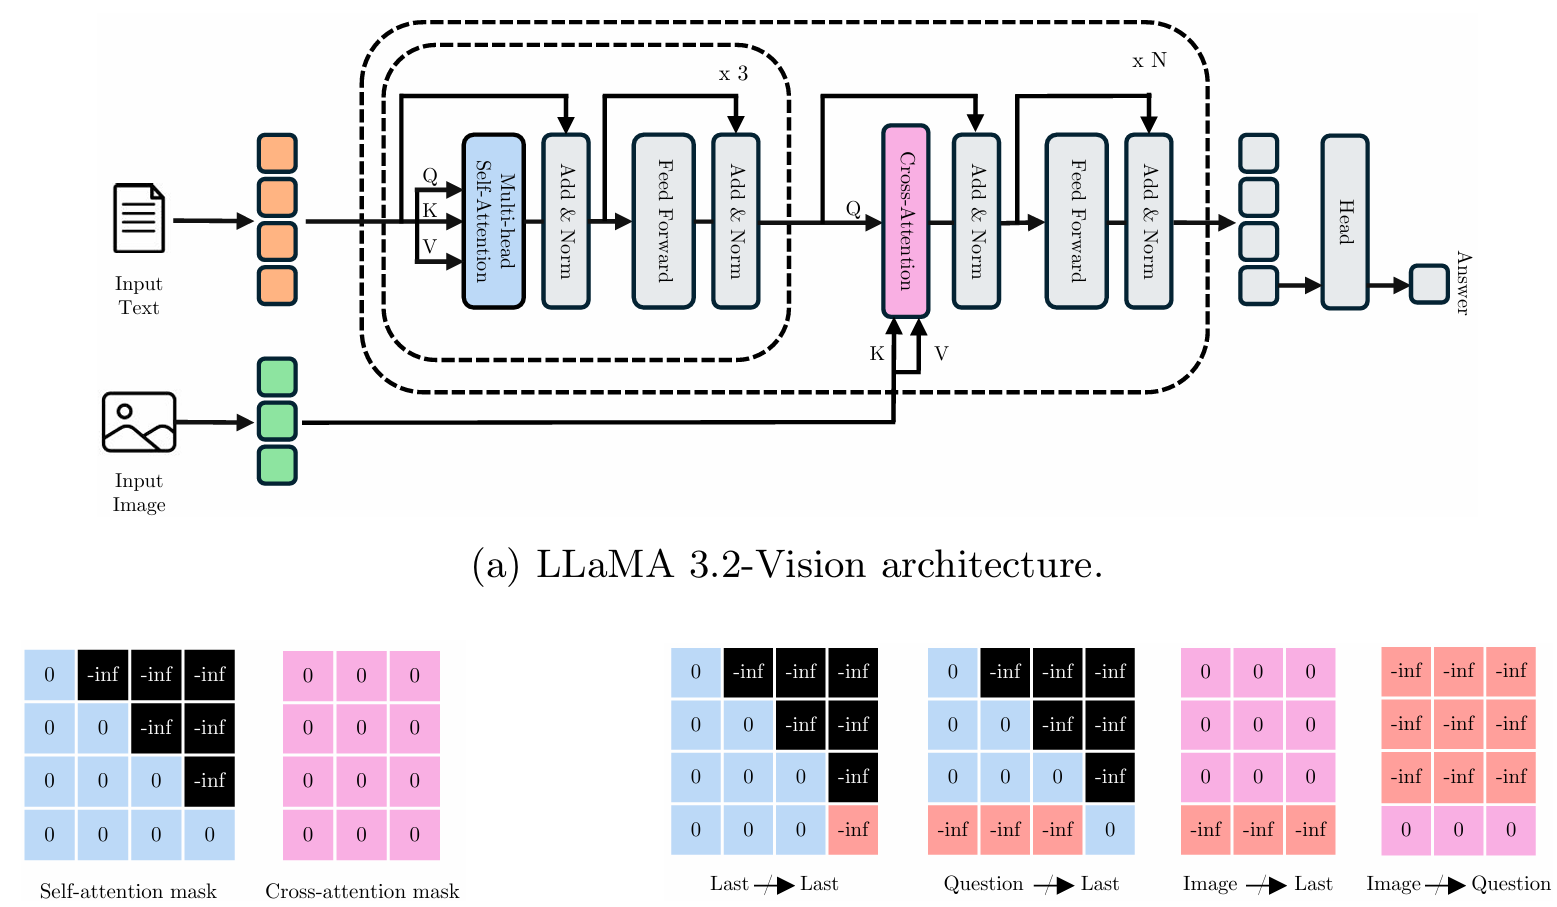 x 3
x N
Q
K
V
Multi-head
Self-Attention
Add & Norm
Feed Forward
Add & Norm
Q
Cross-Attention
K
V
Add & Norm
Feed Forward
Add & Norm
Head
Answer
Input
Text
Input
Image
(a) LLaMA 3.2-Vision architecture.
0 -inf -inf -inf
0 0 -inf -inf
0 0 0 -inf
0 0 0 0
Self-attention mask
0 0 0
0 0 0
0 0 0
0 0 0
Cross-attention mask
0 -inf -inf -inf
0 0 -inf -inf
0 0 0 -inf
0 0 0 -inf
Last Last
0 -inf -inf -inf
0 0 -inf -inf
0 0 0 -inf
-inf -inf -inf 0
Question Last
0 0 0
0 0 0
0 0 0
-inf -inf -inf
Image Last
-inf -inf -inf
-inf -inf -inf
-inf -inf -inf
0 0 0
Image Question